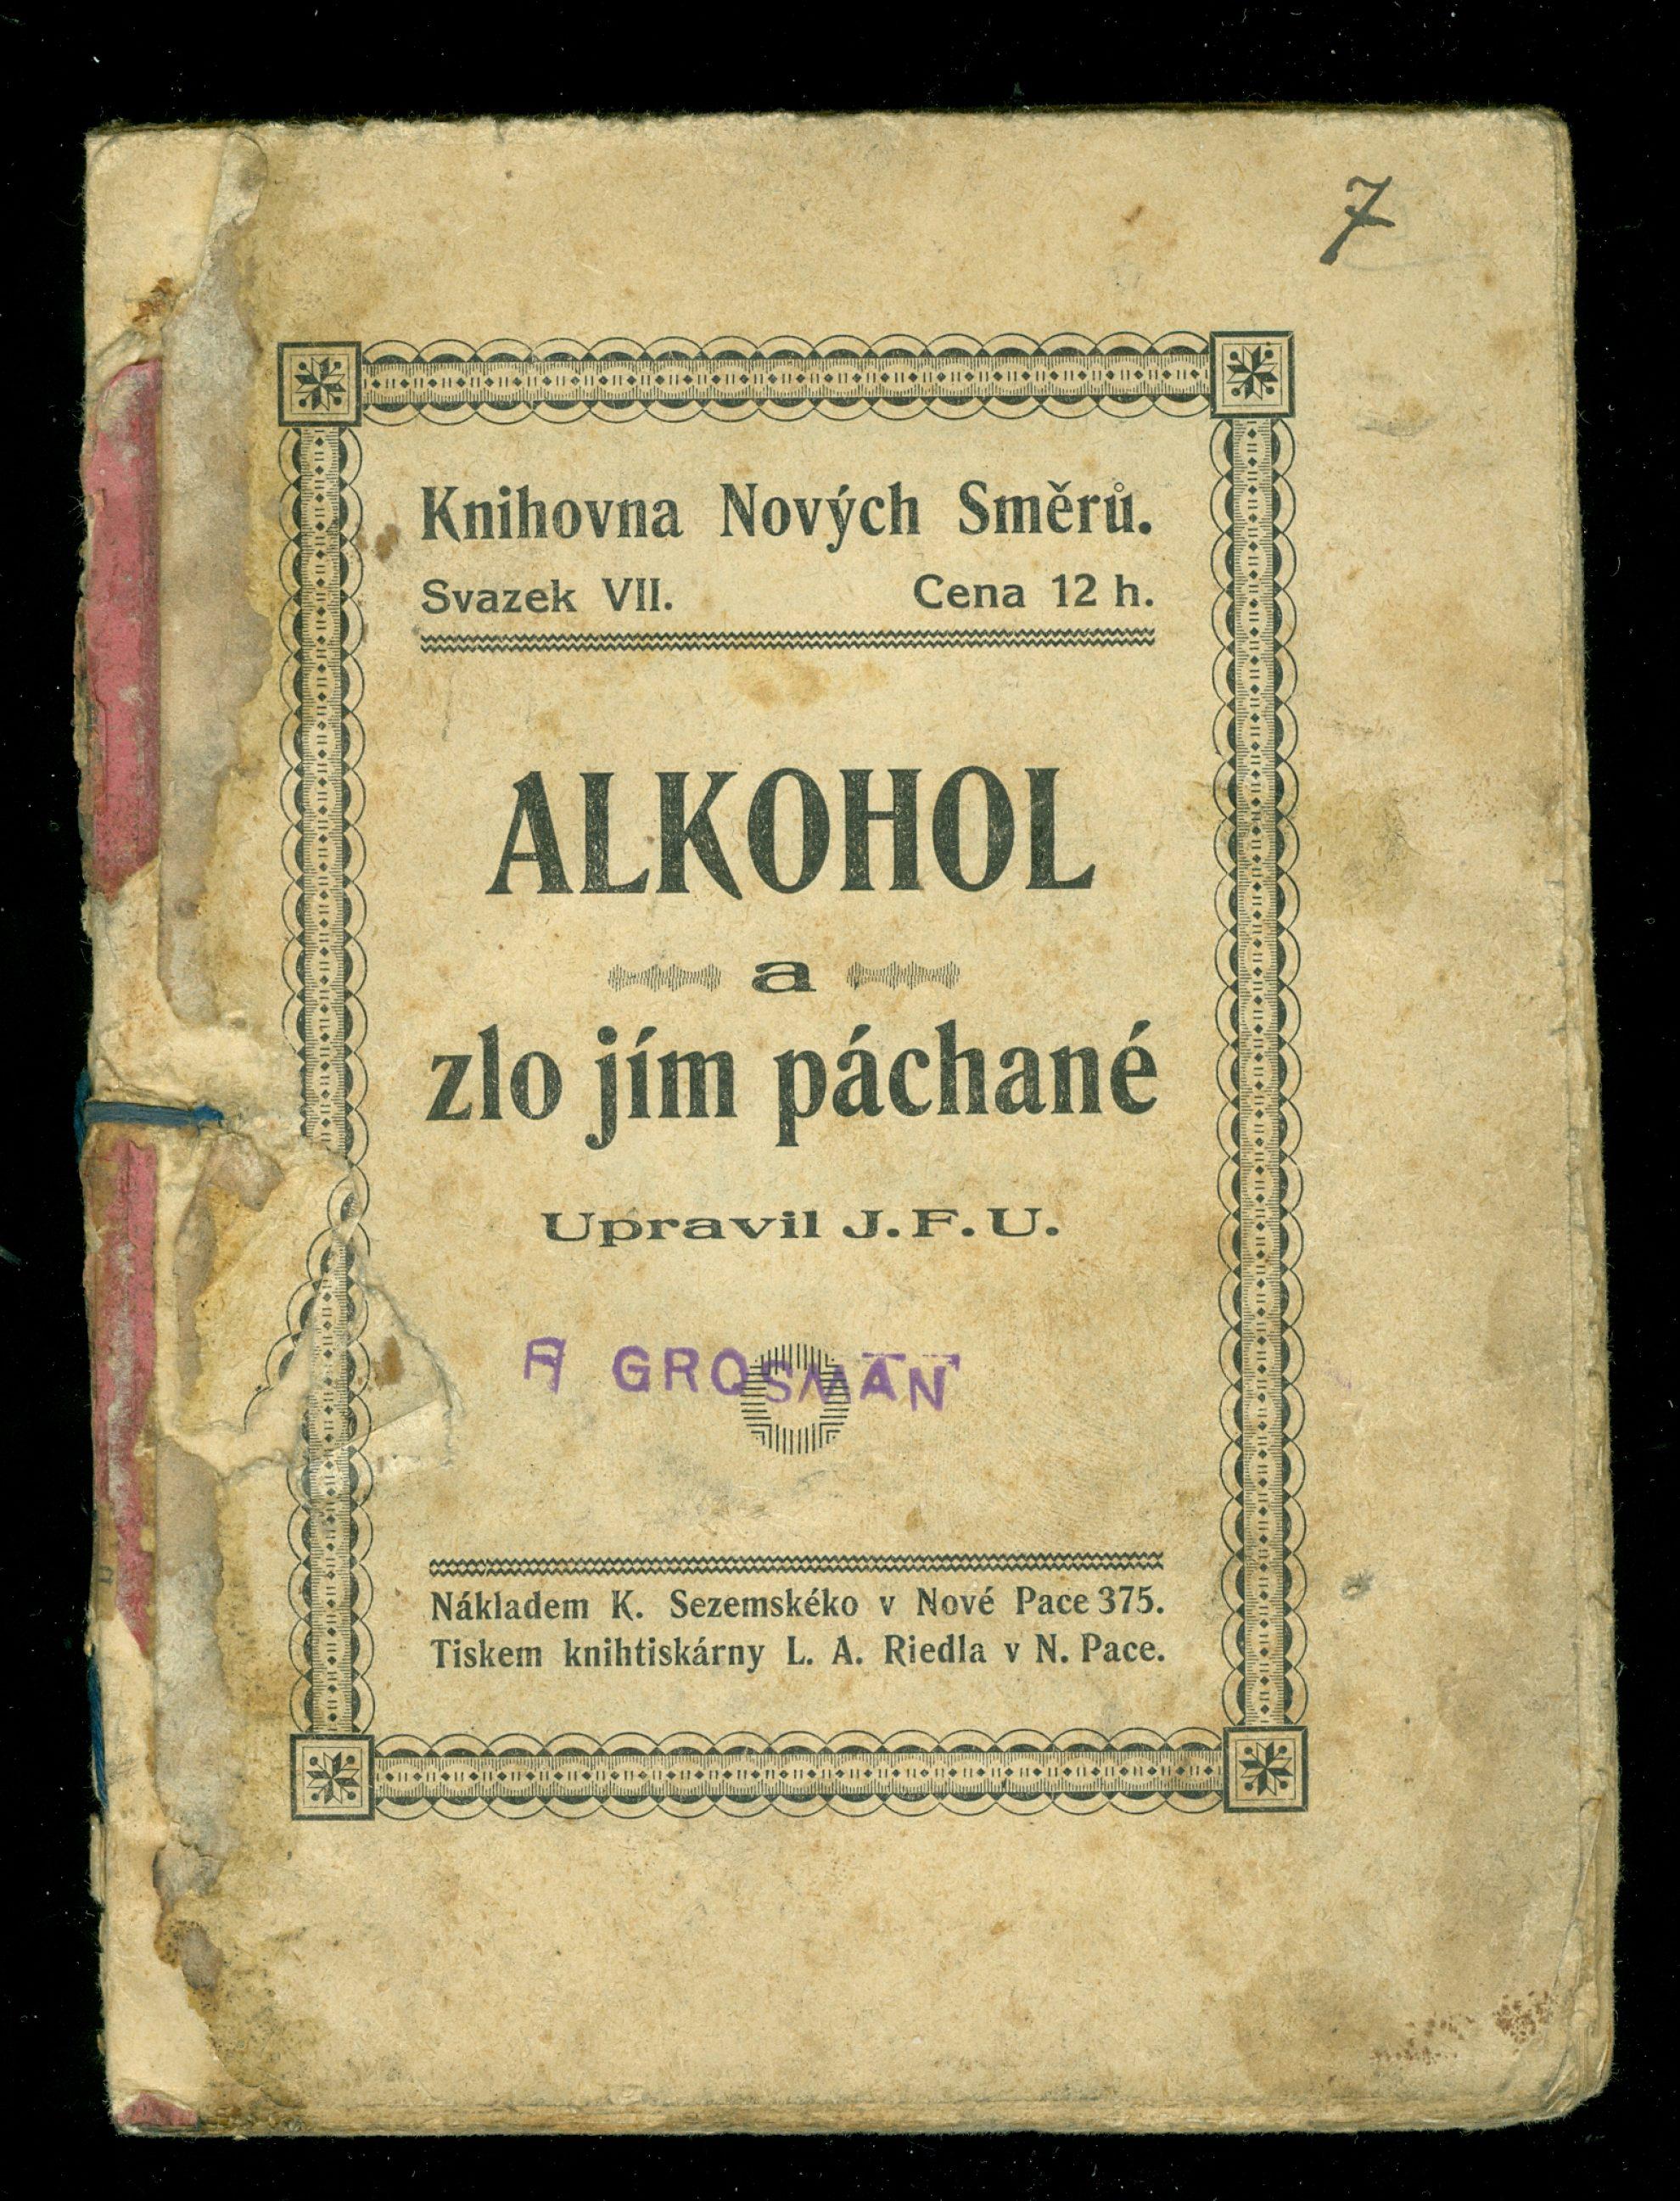 7
Knihovna Nových Směrů.
Svazek VII. Cena 12 h.
ALKOHOL
a
zlo jím páchané
Upravil J. F. U.
A GROSMAN
Nákladem K. Sezemskéko v Nové Pace 375.
Tiskem knihtiskárny L. A. Riedla v N. Pace.